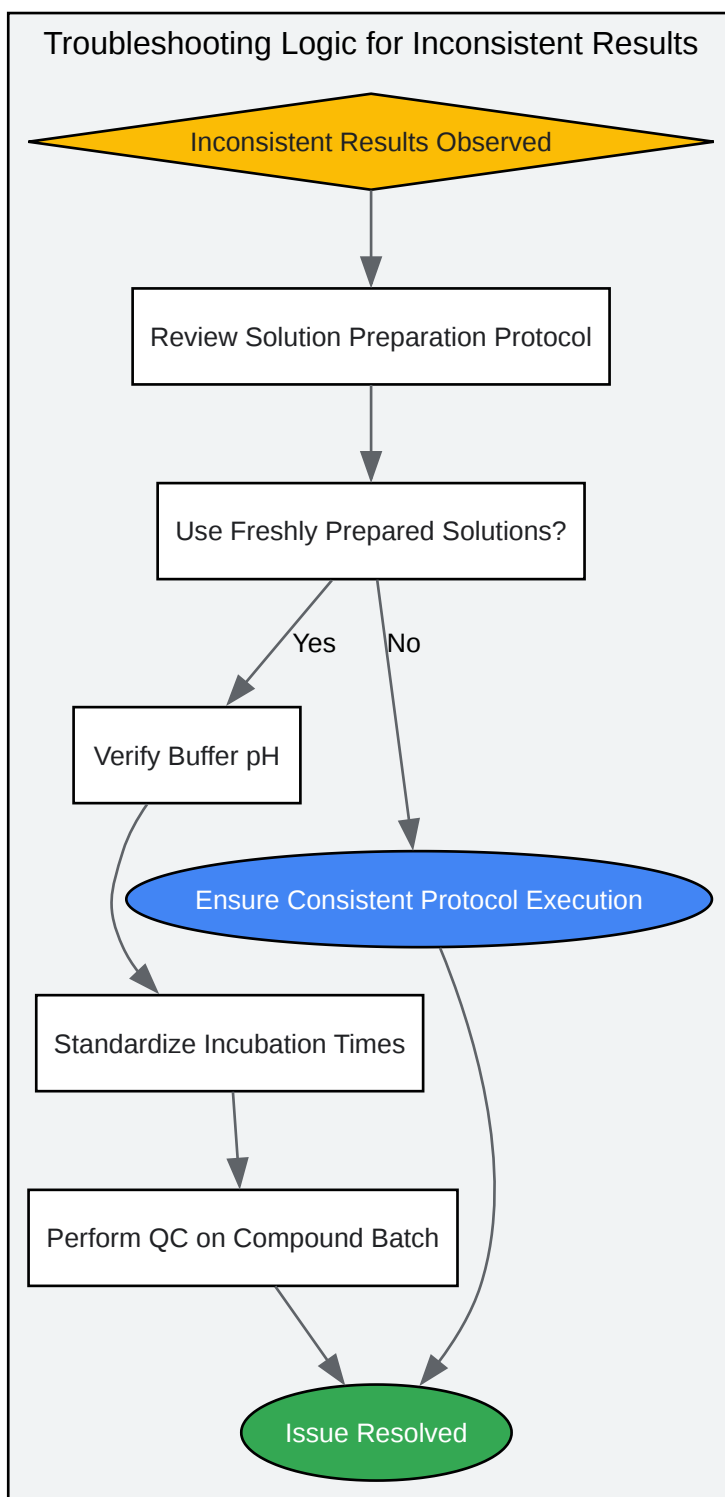 Troubleshooting Logic for Inconsistent Results
Inconsistent Results Observed
Review Solution Preparation Protocol
Use Freshly Prepared Solutions?
Yes
No
Verify Buffer pH
Ensure Consistent Protocol Execution
Standardize Incubation Times
Perform QC on Compound Batch
Issue Resolved